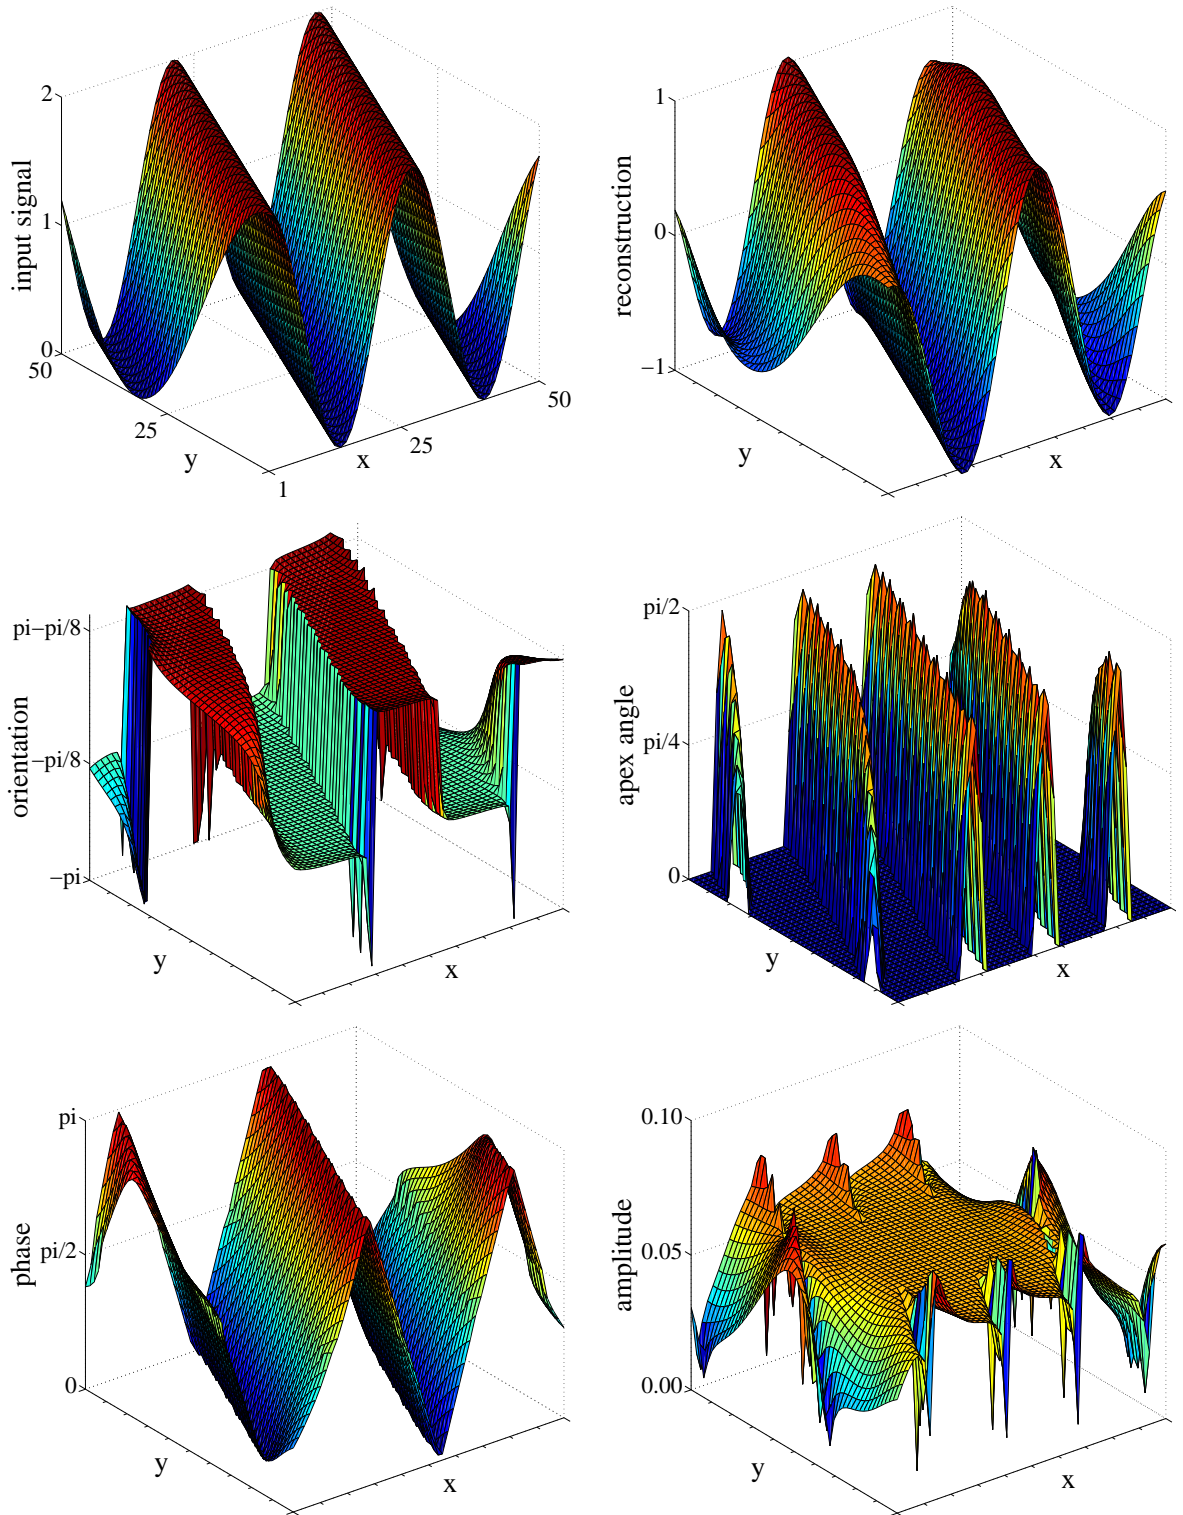 2
1
0
input signal
50
25
1
y
x
25
50
1
0
−1
reconstruction
y
x
pi−pi/8
−pi/8
−pi
orientation
y
x
pi/2
pi/4
0
apex angle
y
x
pi
pi/2
0
phase
y
x
0.10
0.05
0.00
amplitude
y
x